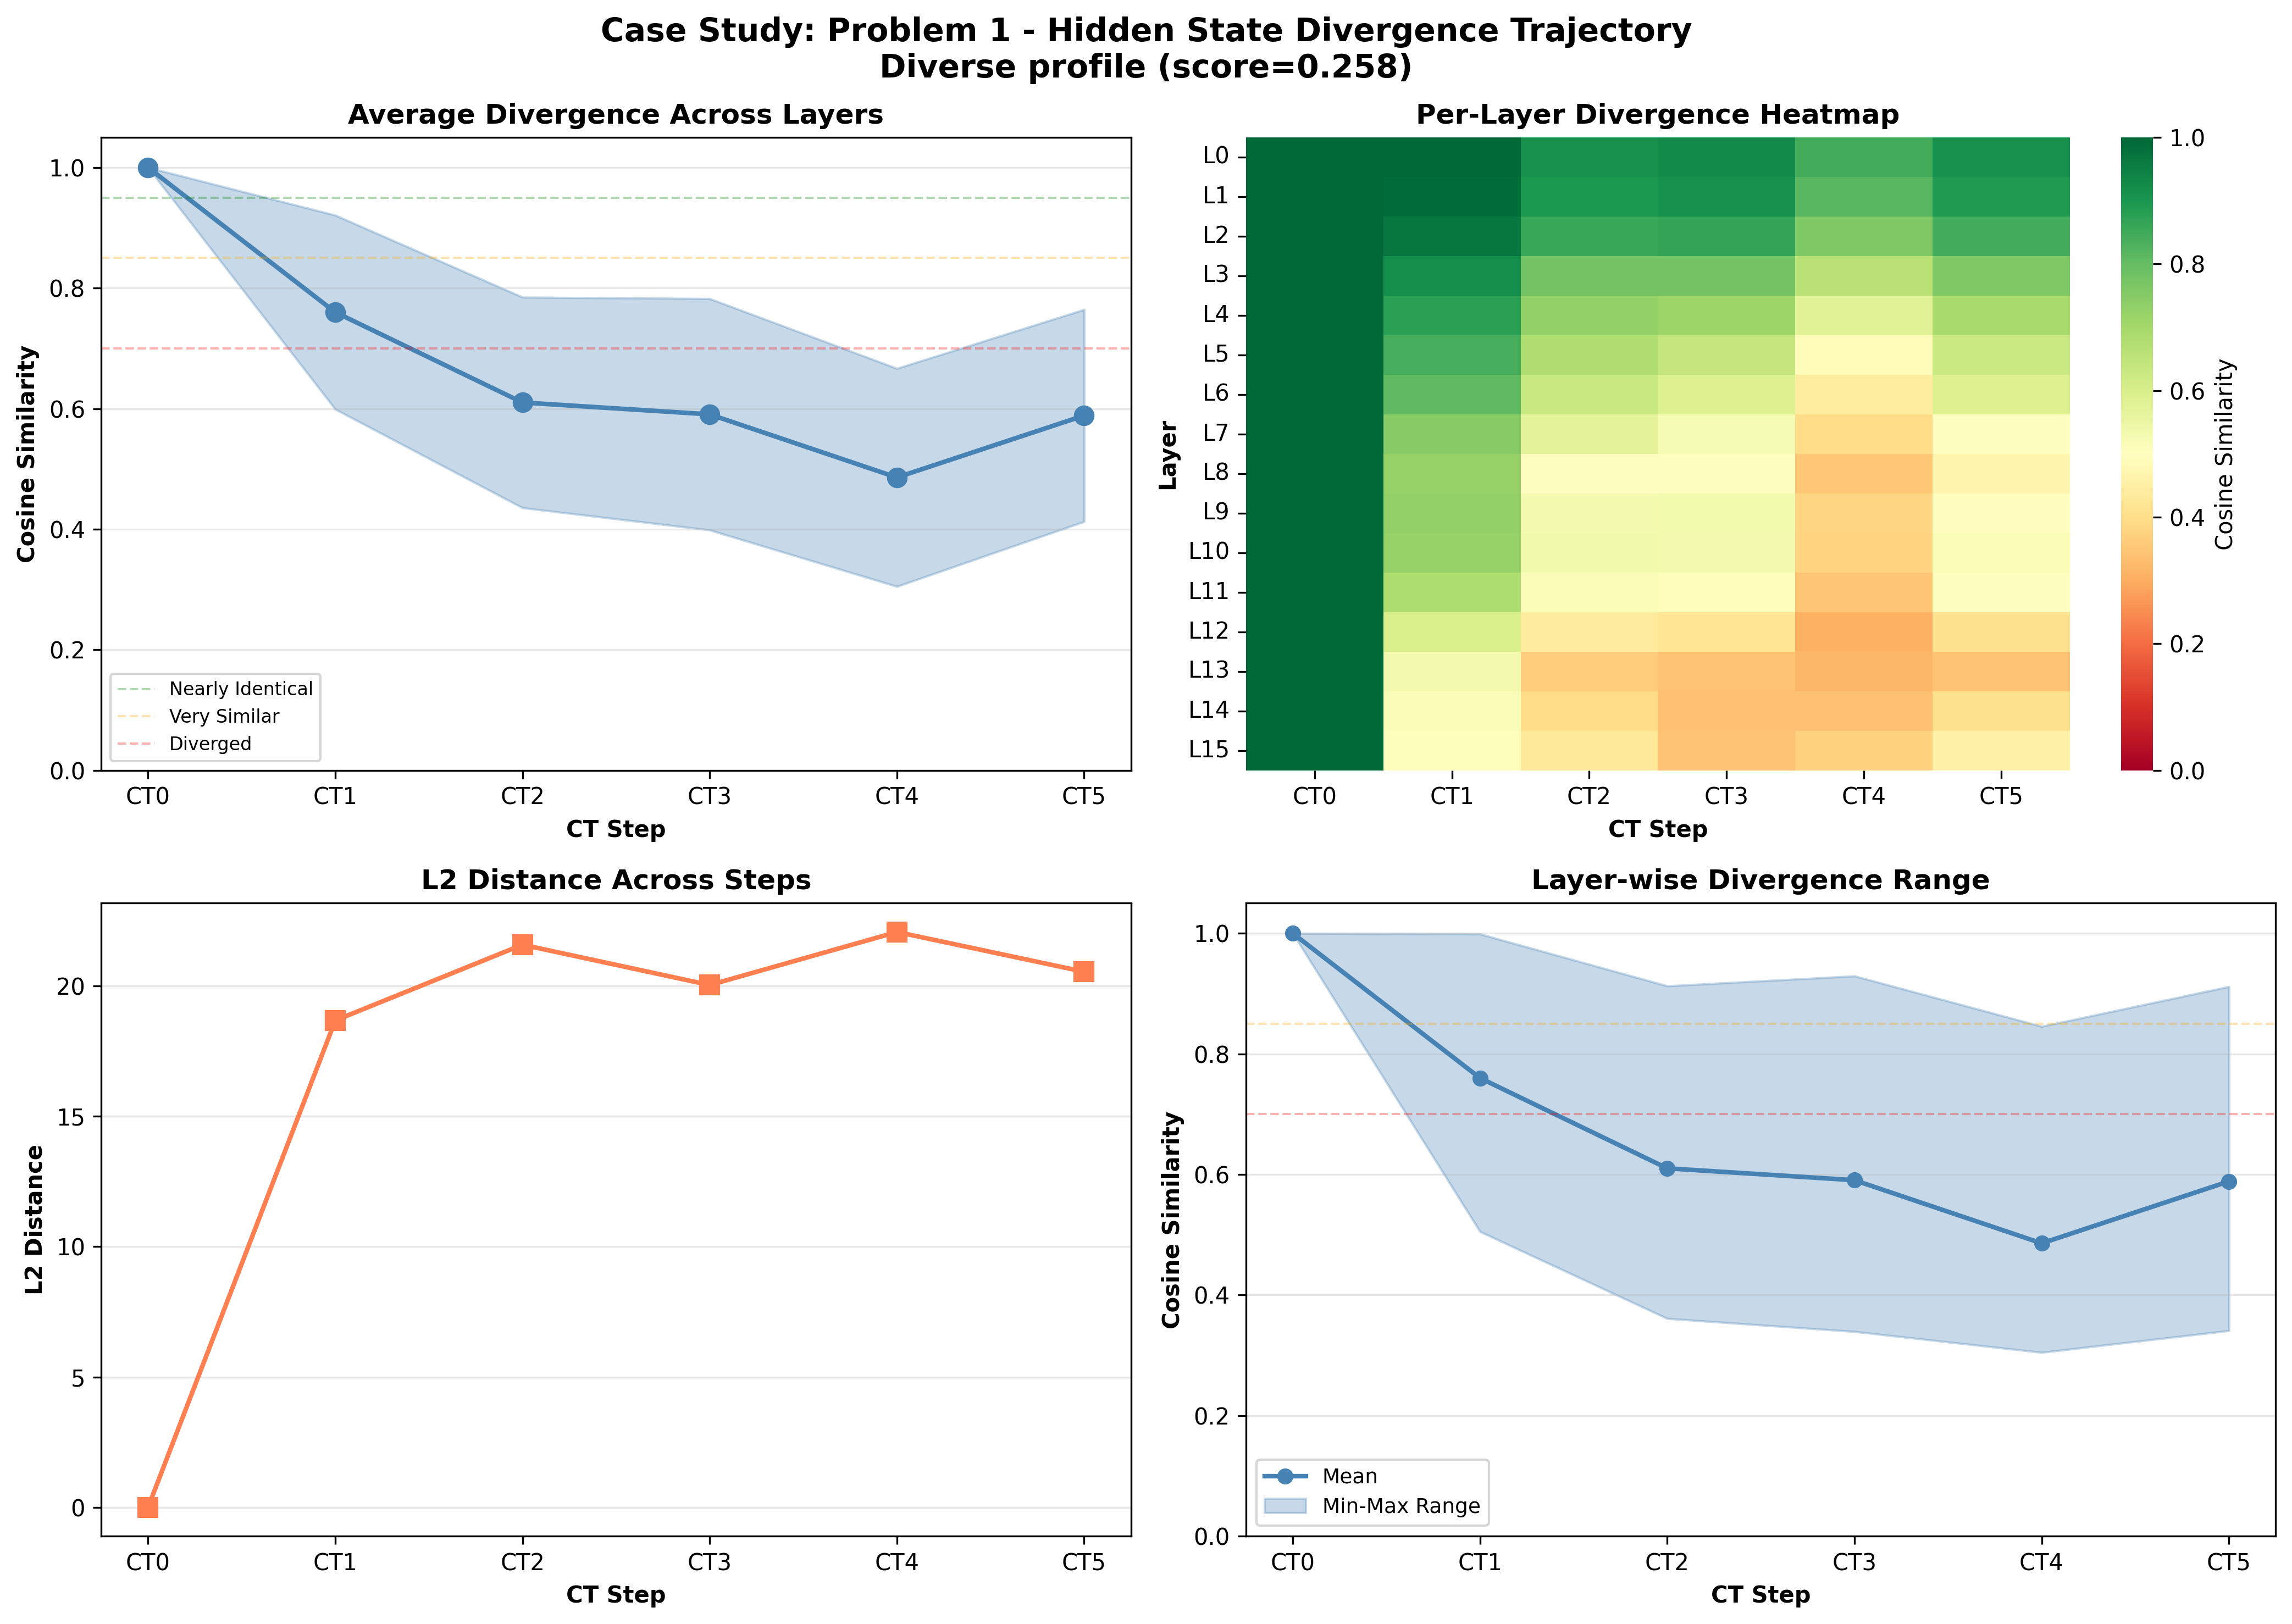 Case Study: Problem 1 - Hidden State Divergence Trajectory
Diverse profile (score=0.258)
Average Divergence Across Layers
Cosine Similarity
1.0
0.8
0.6
0.4
0.2
0.0
Nearly Identical
Very Similar
Diverged
CT0 CT1 CT2 CT3 CT4 CT5
CT Step
Per-Layer Divergence Heatmap
Layer
L0
L1
L2
L3
L4
L5
L6
L7
L8
L9
L10
L11
L12
L13
L14
L15
CT0 CT1 CT2 CT3 CT4 CT5
CT Step
1.0
0.8
0.6
0.4
0.2
0.0
Cosine Similarity
L2 Distance Across Steps
L2 Distance
20
15
10
5
0
CT0 CT1 CT2 CT3 CT4 CT5
CT Step
Layer-wise Divergence Range
Cosine Similarity
1.0
0.8
0.6
0.4
0.2
0.0
Mean
Min-Max Range
CT0 CT1 CT2 CT3 CT4 CT5
CT Step